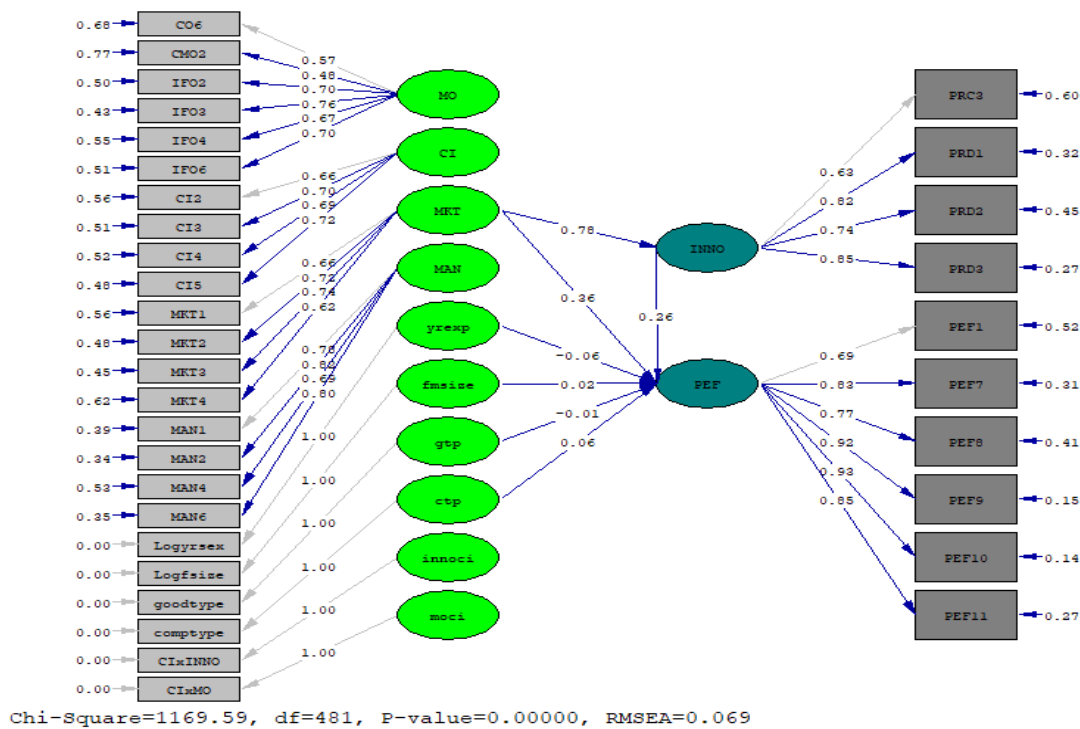 0.68 CO6
0.77 CMO2
0.50 IFO2
0.43 IFO3
0.55 IFO4
0.51 IFO6
0.56 CI2
0.51 CI3
0.52 CI4
0.48 CI5
0.56 MKT1
0.48 MKT2
0.45 MKT3
0.62 MKT4
0.39 MAN1
0.34 MAN2
0.53 MAN4
0.35 MAN6
0.00 Logyrsex
0.00 Logfsize
0.00 goodtype
0.00 comptype
0.00 CIxINNO
0.00 CIxMO
0.57
0.48
0.70
0.76
0.67
0.70
0.66
0.70
0.69
0.72
0.66
0.72
0.74
0.62
0.78
0.82
0.69
0.80
1.00
1.00
1.00
1.00
1.00
1.00
MO
CI
MKT
MAN
yrexp
fmsize
gtp
ctp
innoci
moci
0.78
0.36
0.26
-0.06
0.02
-0.01
0.06
INNO
PEF
0.63
0.82
0.74
0.85
0.69
0.83
0.77
0.92
0.93
0.85
PRC3 0.60
PRD1 0.32
PRD2 0.45
PRD3 0.27
PEF1 0.52
PEF7 0.31
PEF8 0.41
PEF9 0.15
PEF10 0.14
PEF11 0.27
Chi-Square=1169.59, df=481, P-value=0.00000, RMSEA=0.069